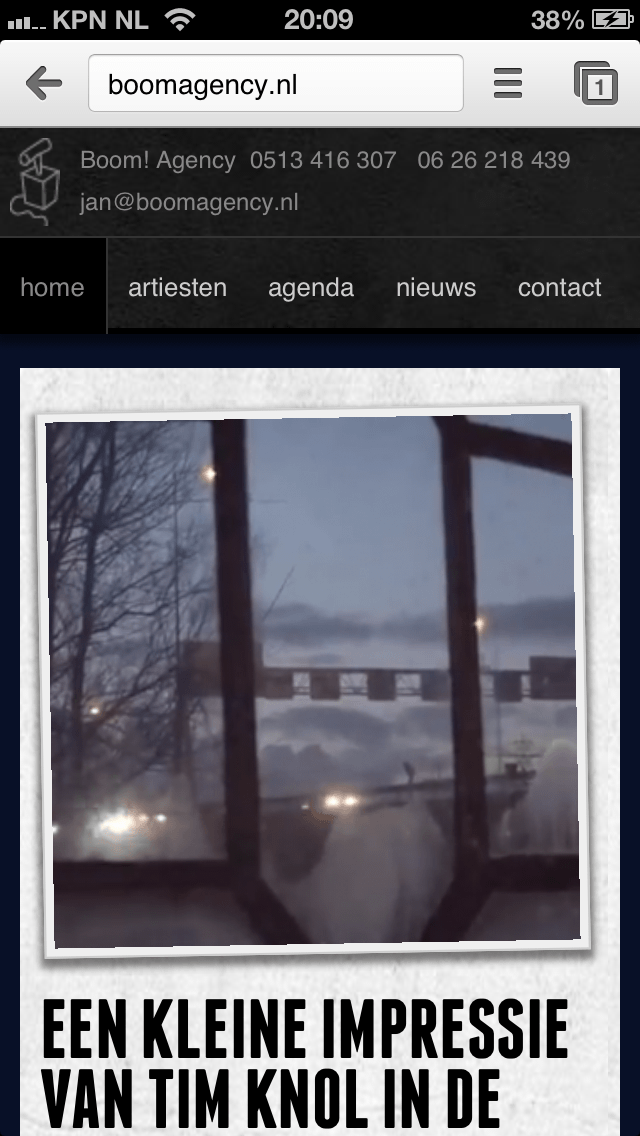 KPN NL 20:09 38%
boomagency.nl 1
Boom! Agency 0513 416 307 06 26 218 439
jan@boomagency.nl
home artiesten agenda nieuws contact
EEN KLEINE IMPRESSIE
VAN TIM KNOL IN DE